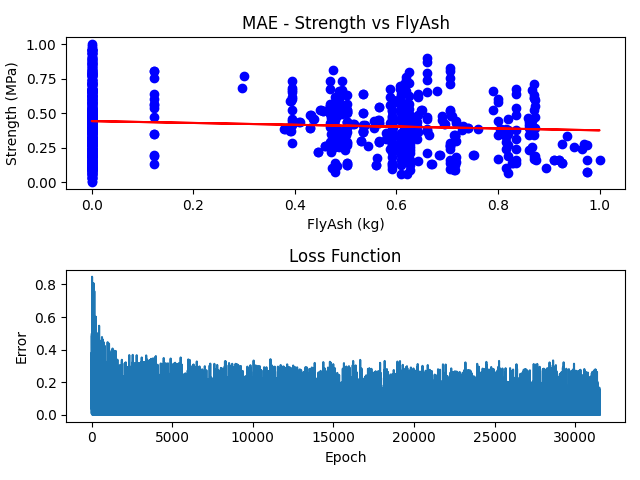 MAE - Strength vs FlyAsh
1.00
0.75
0.50
0.25
0.00
Strength (MPa)
0.0 0.2 0.4 0.6 0.8 1.0
FlyAsh (kg)
Loss Function
0.8
0.6
0.4
0.2
0.0
Error
0 5000 10000 15000 20000 25000 30000
Epoch